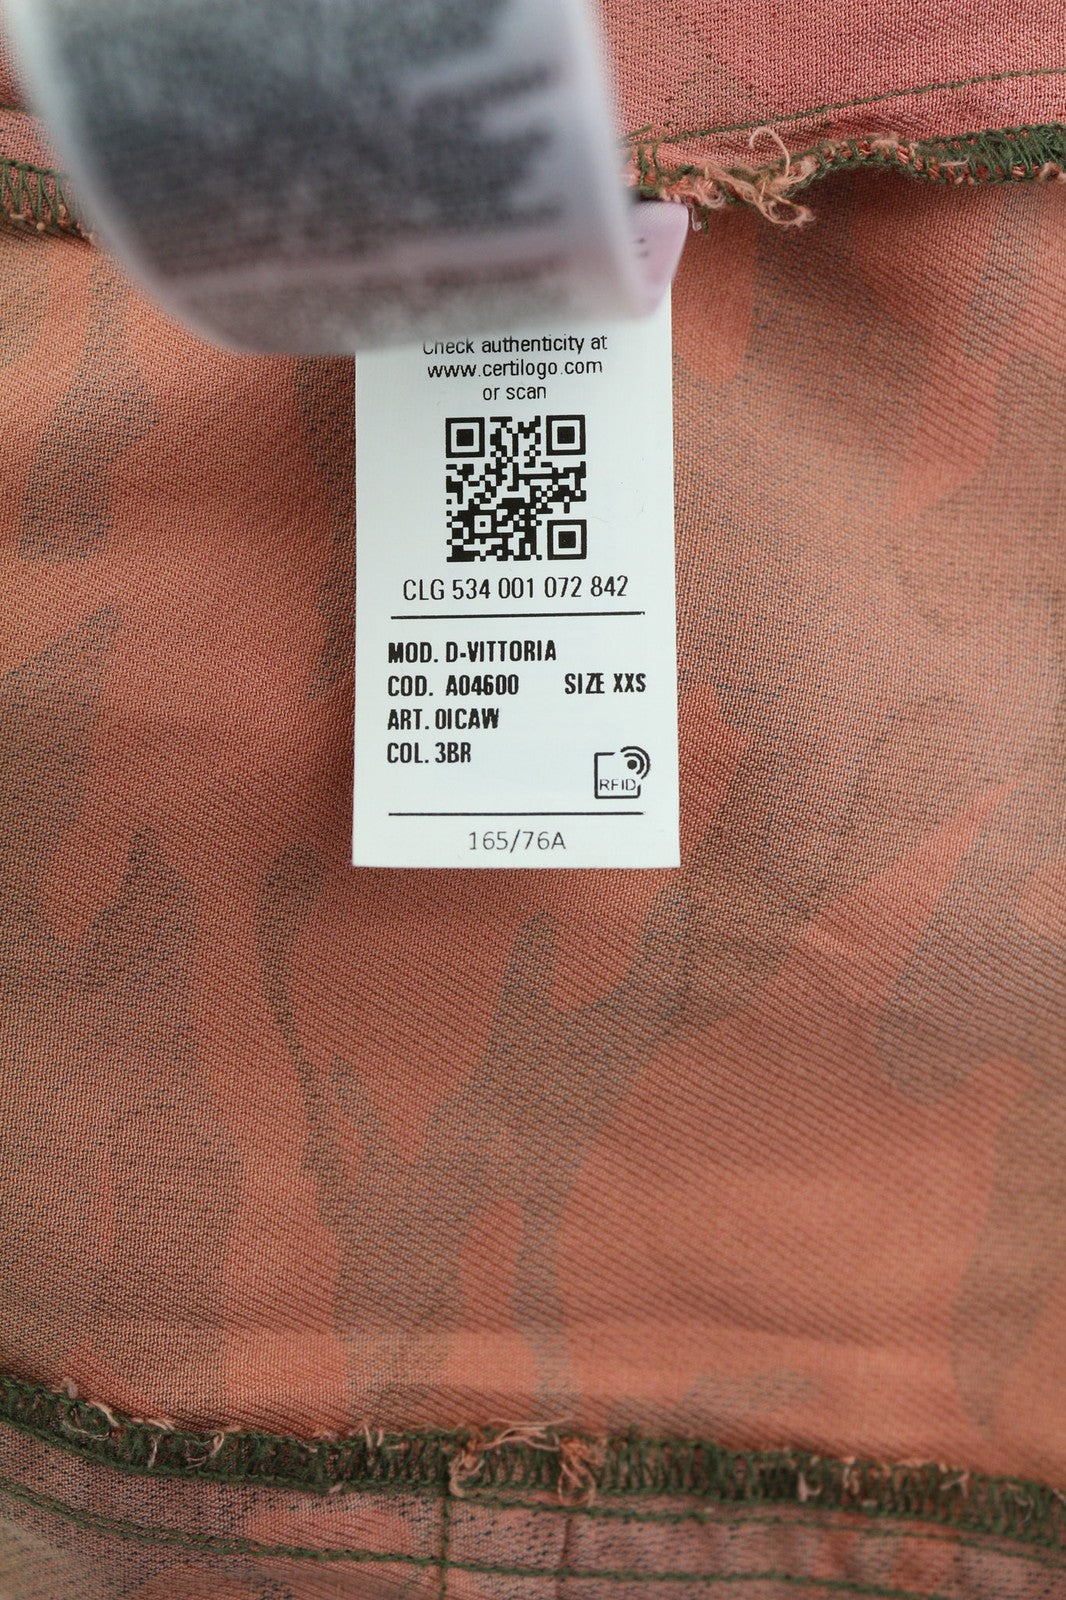 Check authenticity at
www.certilogo.com
or scan
CLG 534 001 072 842
MOD. D-VITTORIA
COD. A04600 SIZE XXS
ART. 0ICAW
COL. 3BR
RFID
165/76A